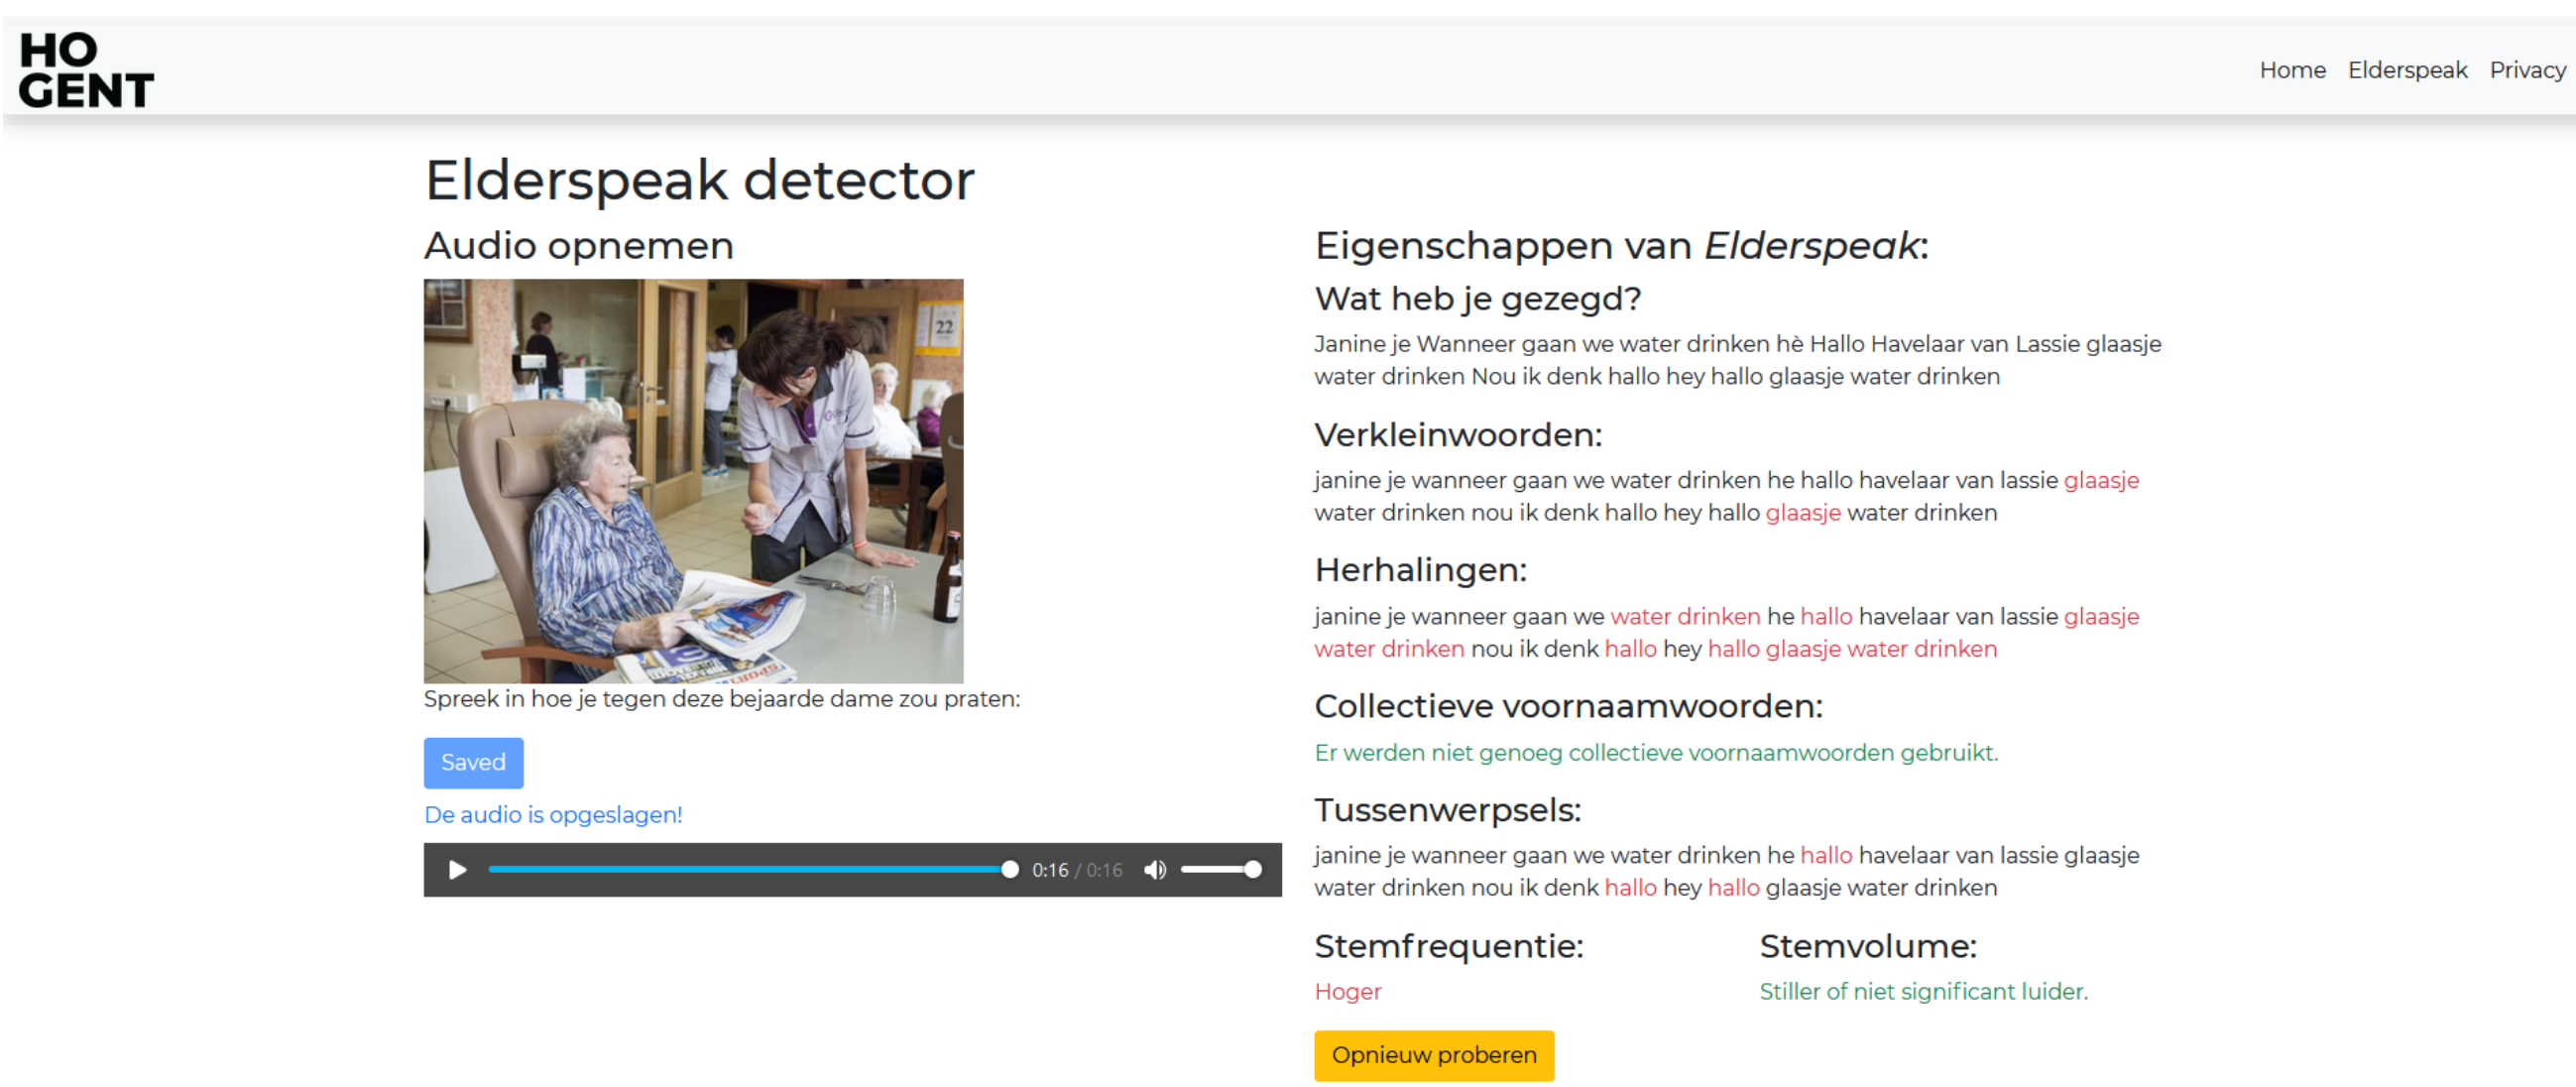 HO
GENT
Home Elderspeak Privacy
Elderspeak detector
Audio opnemen
22
Spreek in hoe je tegen deze bejaarde dame zou praten:
Saved
De audio is opgeslagen!
0:16 / 0:16
Eigenschappen van Elderspeak:
Wat heb je gezegd?
Janine je Wanneer gaan we water drinken hè Hallo Havelaar van Lassie glaasje
water drinken Nou ik denk hallo hey hallo glaasje water drinken
Verkleinwoorden:
janine je wanneer gaan we water drinken he hallo havelaar van lassie glaasje
water drinken nou ik denk hallo hey hallo glaasje water drinken
Herhalingen:
janine je wanneer gaan we water drinken he hallo havelaar van lassie glaasje
water drinken nou ik denk hallo hey hallo glaasje water drinken
Collectieve voornaamwoorden:
Er werden niet genoeg collectieve voornaamwoorden gebruikt.
Tussenwerpsels:
janine je wanneer gaan we water drinken he hallo havelaar van lassie glaasje
water drinken nou ik denk hallo hey hallo glaasje water drinken
Stemfrequentie: Stemvolume:
Hoger Stiller of niet significant luider.
Opnieuw proberen